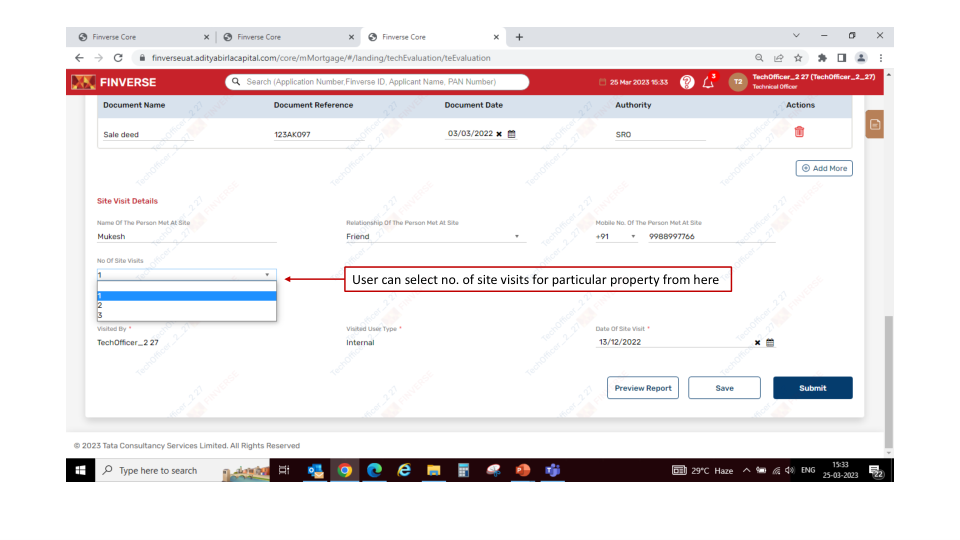 Finverse Core
Finverse Core
Finverse Core
finverseuat.adityabirlacapital.com/core/mMortgage/#/landing/techEvaluation/teEvaluation
FINVERSE
Search (Application Number,Finverse ID, Applicant Name, PAN Number)
25 Mar 2023 15:33
3
T2
TechOfficer_2 27 (TechOfficer_2_27)
Technical Officer
Document Name Document Reference Document Date Authority Actions
Sale deed 123AK097 03/03/2022 SRO
Add More
Site Visit Details
Name Of The Person Met At Site Relationship Of The Person Met At Site Mobile No. Of The Person Met At Site
Mukesh Friend +91 9988997766
No Of Site Visits
1
User can select no. of site visits for particular property from here
1
2
3
Visited By * Visited User Type * Date Of Site Visit *
TechOfficer_2 27 Internal 13/12/2022
Preview Report Save Submit
© 2023 Tata Consultancy Services Limited. All Rights Reserved
Type here to search
29°C Haze
ENG
15:33
25-03-2023
22